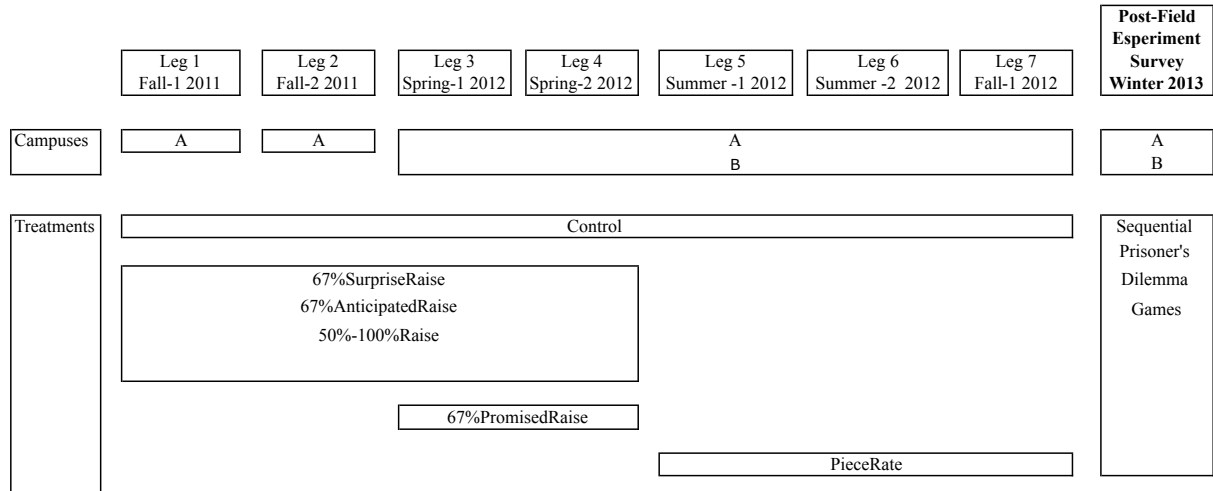 Post-Field
Esperiment
Survey
Winter 2013
Leg 1
Fall-1 2011
Leg 2
Fall-2 2011
Leg 3
Spring-1 2012
Leg 4
Spring-2 2012
Leg 5
Summer -1 2012
Leg 6
Summer -2 2012
Leg 7
Fall-1 2012
Campuses
A
A
A
B
A
B
Treatments
Control
67%SurpriseRaise
67%AnticipatedRaise
50%-100%Raise
67%PromisedRaise
PieceRate
Sequential
Prisoner's
Dilemma
Games